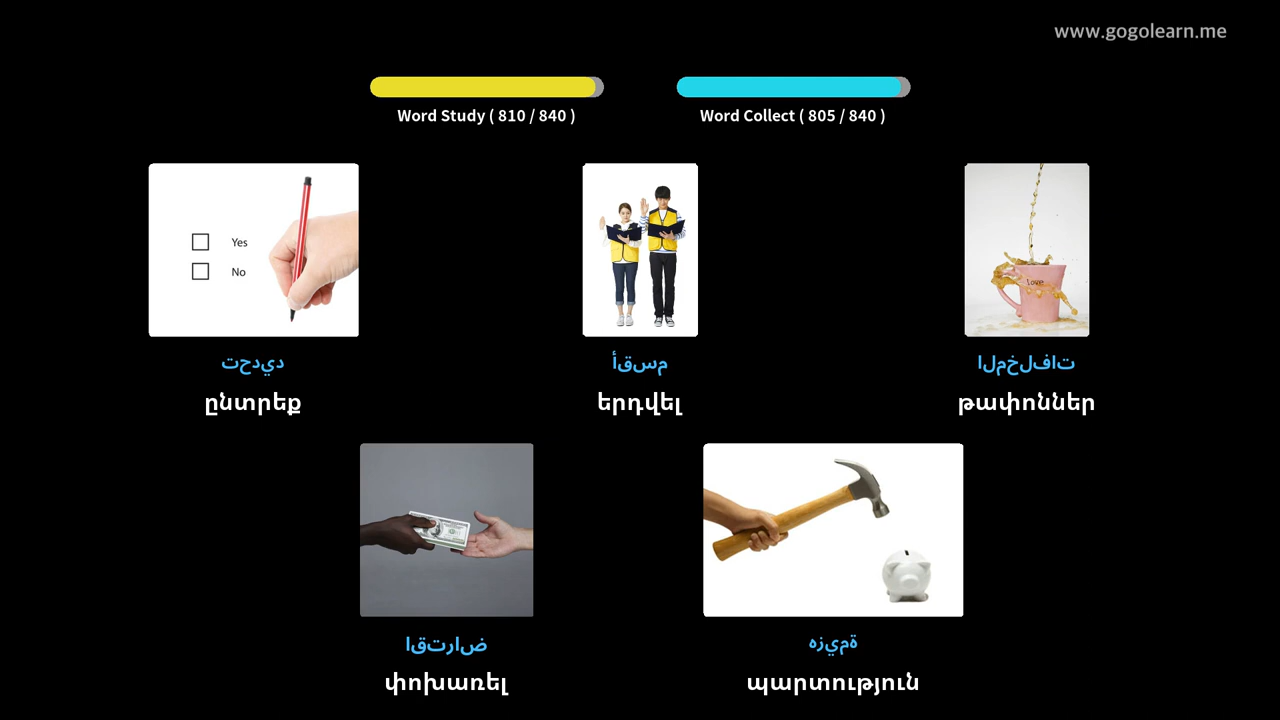 www.gogolearn.me
Word Study ( 810 / 840 )
Word Collect ( 805 / 840 )
Yes
No
Love
تحديد
أقسم
المخلفات
ընտրեք
երդվել
թափոններ
اقتراض
هزيمة
փոխառել
պարտություն